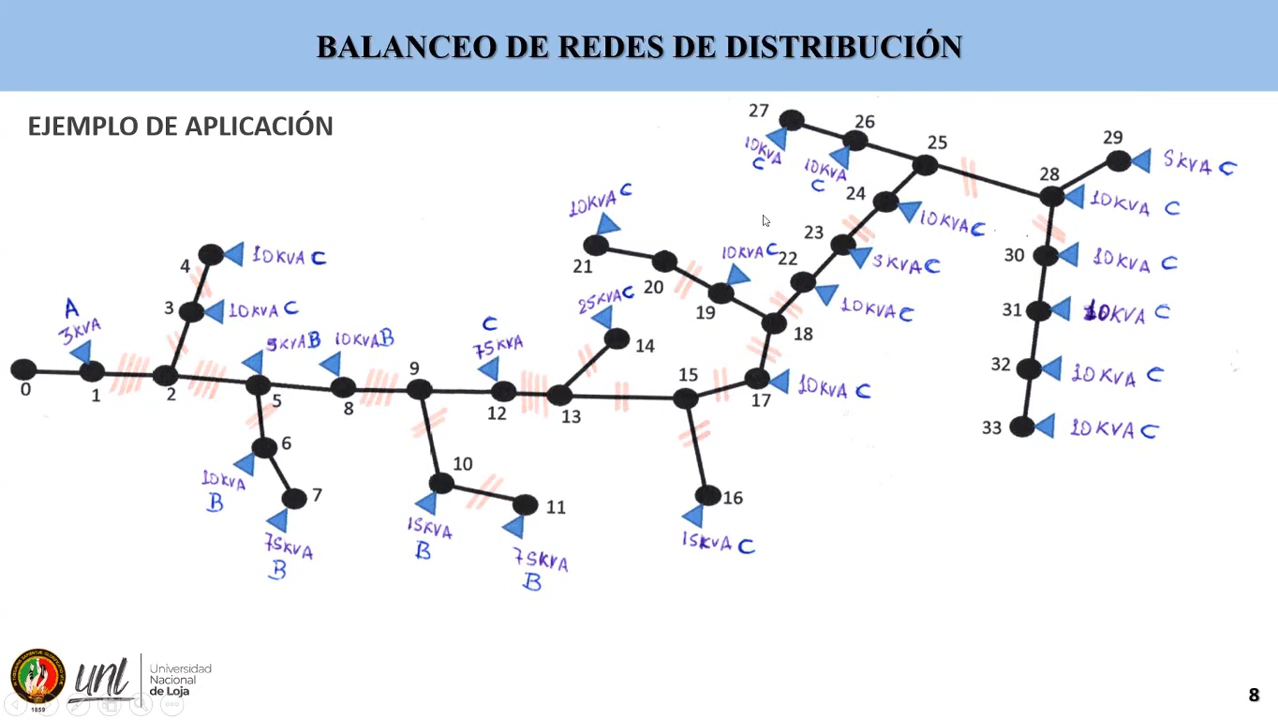 BALANCEO DE REDES DE DISTRIBUCIÓN
EJEMPLO DE APLICACIÓN
27
26
25
29
10KVA
C
10KVA
C
5KVA C
28
24
10KVA C
10KVA C
10KVA C
23
22
30
10KVA C
4
10KVA C
21
20
10KVA C
3KVA C
3
10KVA C
19
18
10KVA C
31
10KVA C
A
3KVA
25KVA C
14
32
10KVA C
0
1
2
5KVA B
5
10KVA B
8
9
C
75KVA
12
13
15
17
10KVA C
33
10KVA C
6
10KVA
B
7
75KVA
B
10
15KVA
B
11
75KVA
B
16
15KVA C
1859
unl
Universidad
Nacional
de Loja
8